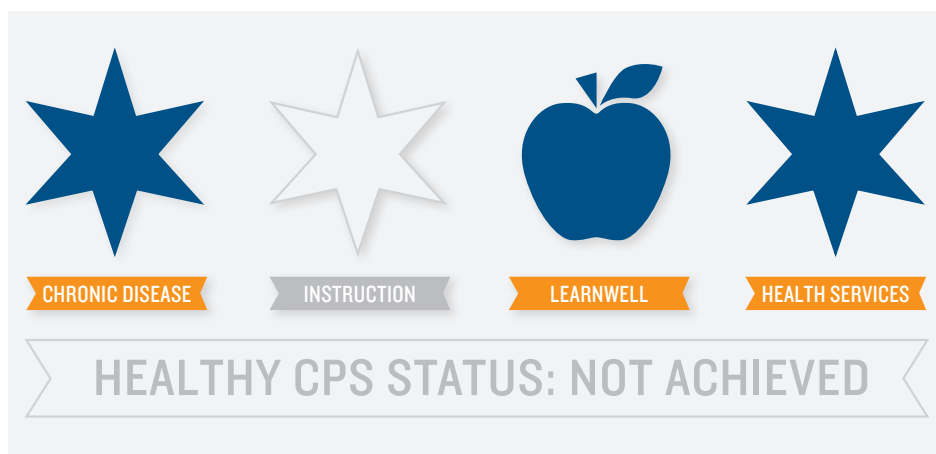 CHRONIC DISEASE
INSTRUCTION
LEARNWELL
HEALTH SERVICES
HEALTHY CPS STATUS: NOT ACHIEVED